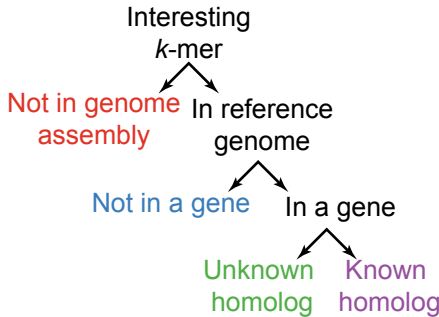 Interesting
k-mer
Not in genome
assembly
In reference
genome
Not in a gene
In a gene
Unknown
homolog
Known
homolog